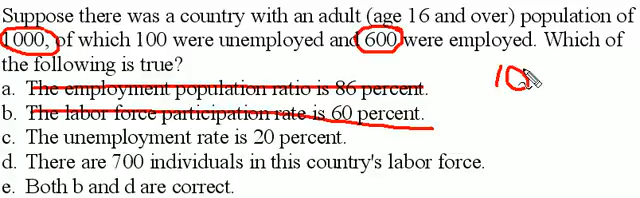 Suppose there was a country with an adult (age 16 and over) population of
1000, of which 100 were unemployed and 600 were employed. Which of
the following is true?
10
a. The employment population ratio is 86 percent.
b. The labor force participation rate is 60 percent.
c. The unemployment rate is 20 percent.
d. There are 700 individuals in this country's labor force.
e. Both b and d are correct.